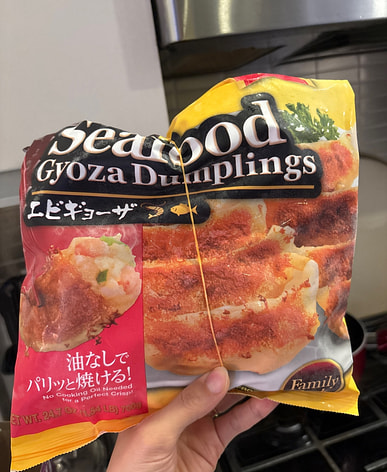 Seafood
Gyoza Dumplings
エビギョーザ
油なしで
パリッと焼ける!
No Cooking Oil Needed
for a Perfect Crisp!
Family